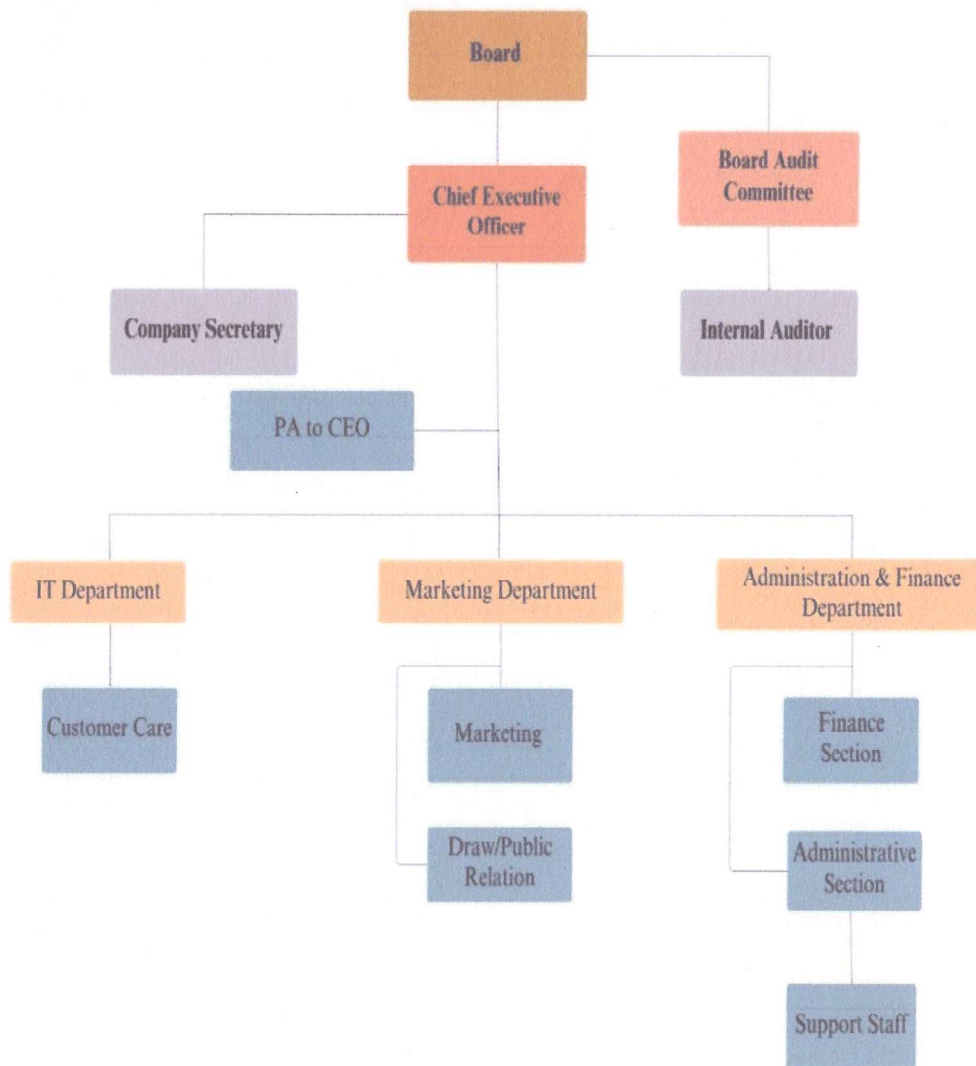 Board
Board Audit
Committee
Chief Executive
Officer
Company Secretary
Internal Auditor
PA to CEO
IT Department
Marketing Department
Administration & Finance
Department
Customer Care
Marketing
Finance
Section
Draw/Public
Relation
Administrative
Section
Support Staff